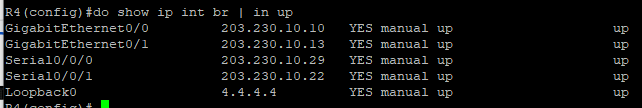 R4(config)#do show ip int br | in up
GigabitEthernet0/0 203.230.10.10 YES manual up up
GigabitEthernet0/1 203.230.10.13 YES manual up up
Serial0/0/0 203.230.10.29 YES manual up up
Serial0/0/1 203.230.10.22 YES manual up up
Loopback0 4.4.4.4 YES manual up up
R4(config)#